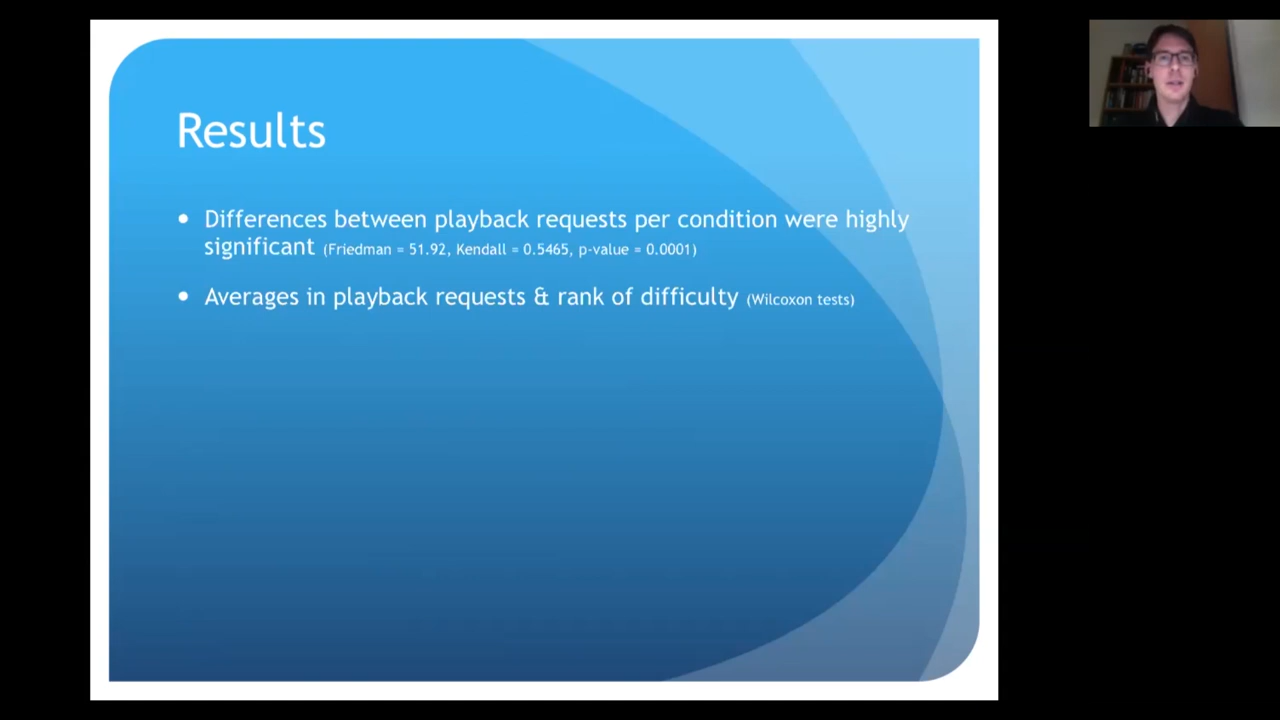 Results
• Differences between playback requests per condition were highly
significant (Friedman = 51.92, Kendall = 0.5465, p-value = 0.0001)
• Averages in playback requests & rank of difficulty (Wilcoxon tests)